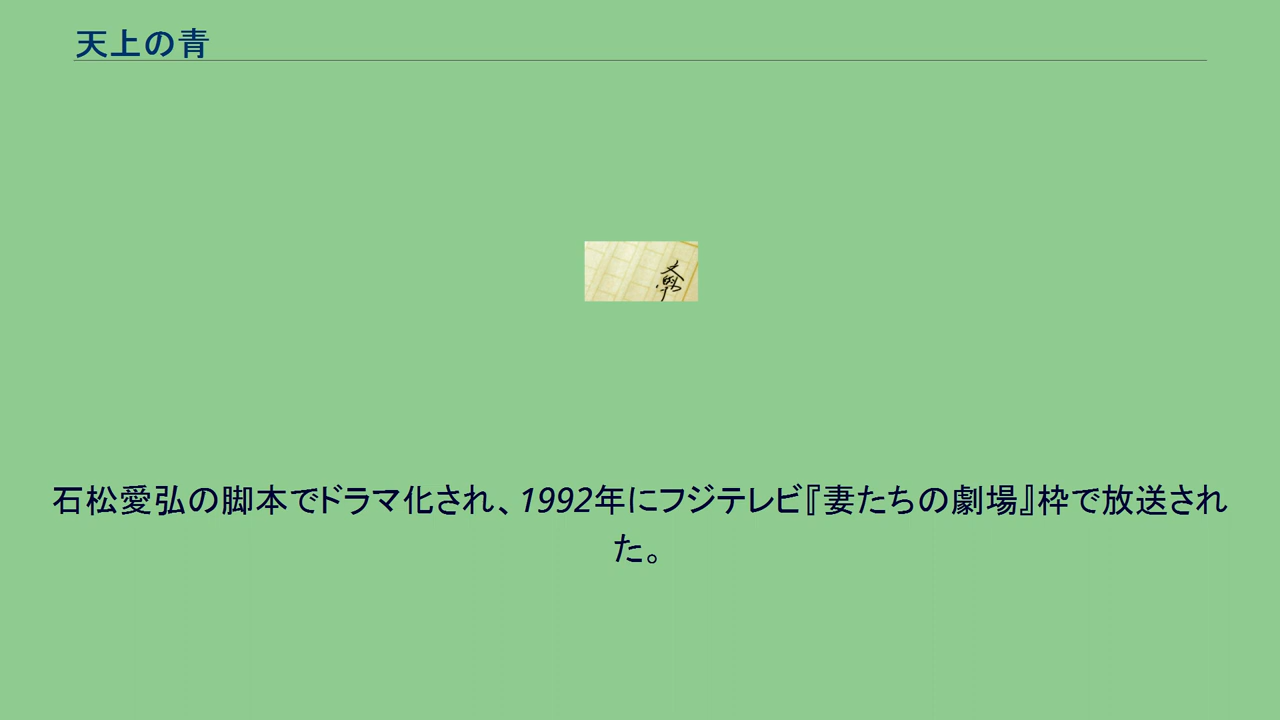 天上の青
石松愛弘の脚本でドラマ化され、1992年にフジテレビ『妻たちの劇場』枠で放送され
た。